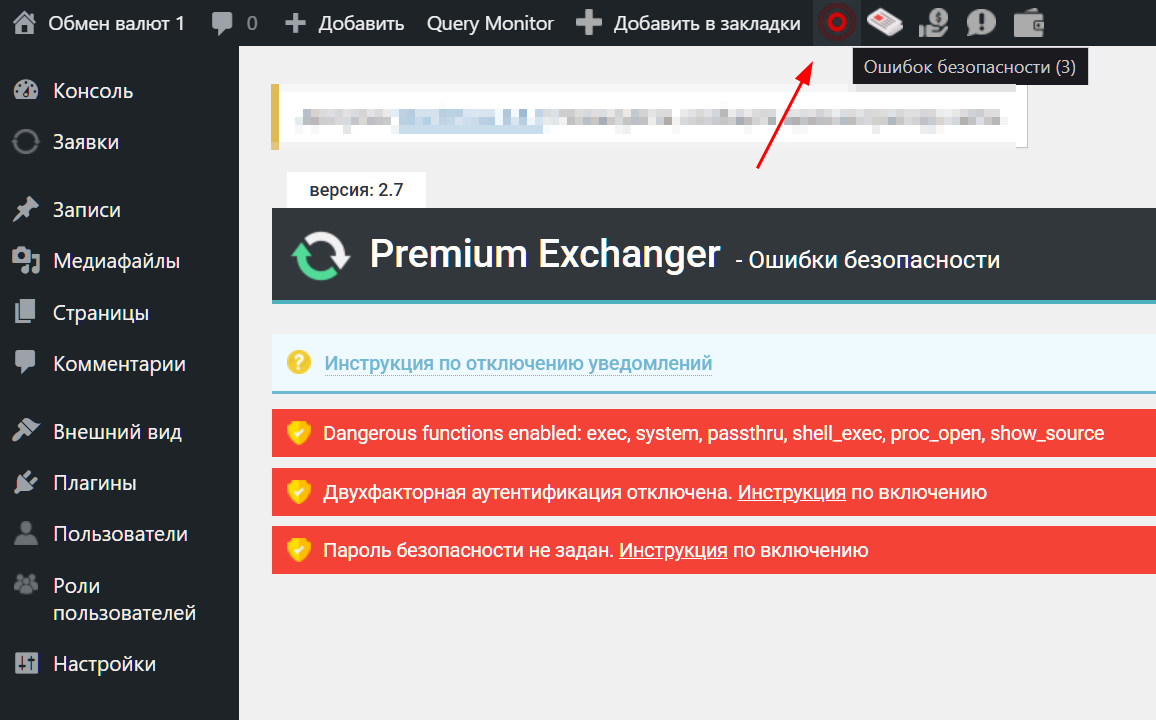 Обмен валют 1 0 Добавить Query Monitor Добавить в закладки
Ошибок безопасности (3)
Консоль
Заявки
Записи
Медиафайлы
Страницы
Комментарии
Внешний вид
Плагины
Пользователи
Роли
пользователей
Настройки
версия: 2.7
Premium Exchanger - Ошибки безопасности
Инструкция по отключению уведомлений
Dangerous functions enabled: exec, system, passthru, shell_exec, proc_open, show_source
Двухфакторная аутентификация отключена. Инструкция по включению
Пароль безопасности не задан. Инструкция по включению